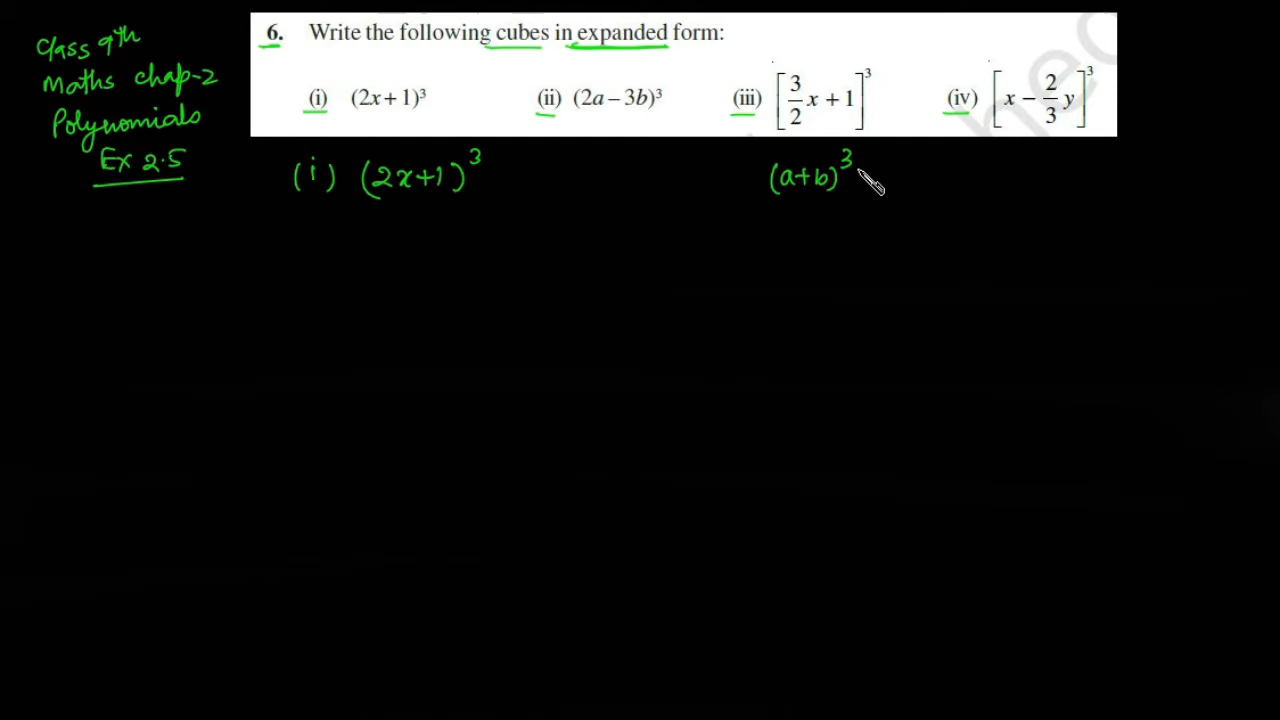 Class 9th
Maths chap-2
Polynomials
Ex 2.5
6. Write the following cubes in expanded form:
(i) (2x + 1)³ (ii) (2a – 3b)³ (iii) [3/2 x + 1]³ (iv) [x – 2/3 y]³
(i) (2x+1)³ (a+b)³